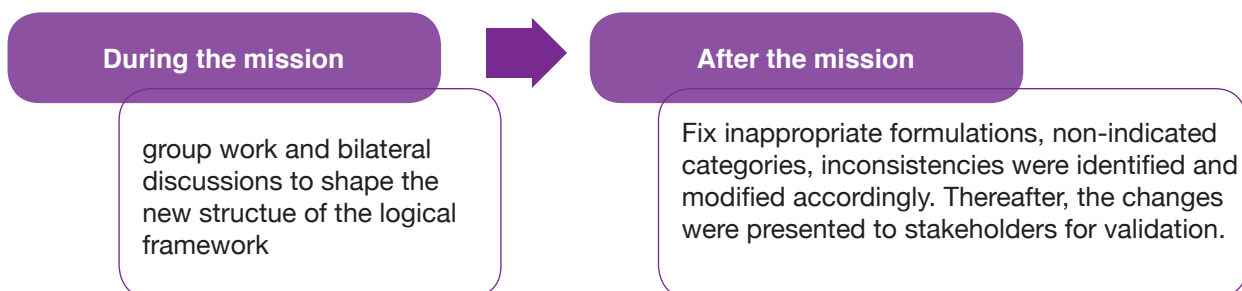 During the mission
group work and bilateral
discussions to shape the
new structue of the logical
framework
After the mission
Fix inappropriate formulations, non-indicated
categories, inconsistencies were identified and
modified accordingly. Thereafter, the changes
were presented to stakeholders for validation.